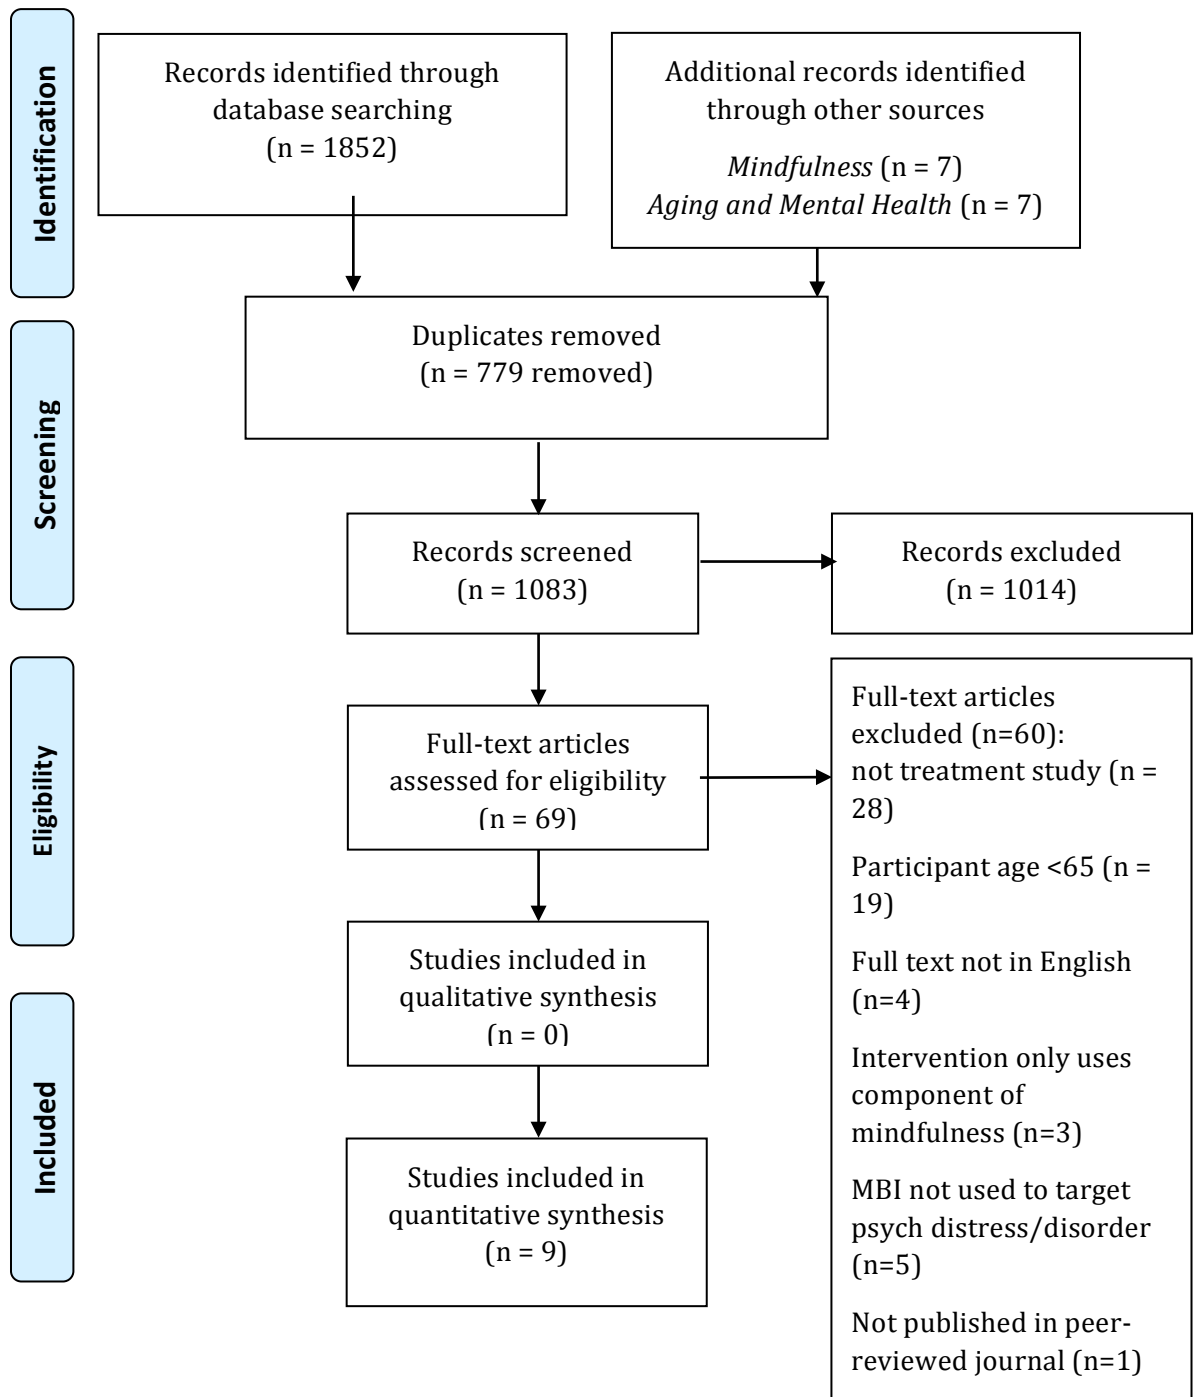 Identification
Records identified through
database searching
(n = 1852)
Additional records identified
through other sources
Mindfulness (n = 7)
Aging and Mental Health (n = 7)
Duplicates removed
(n = 779 removed)
Screening
Records screened
(n = 1083)
Records excluded
(n = 1014)
Eligibility
Full-text articles
assessed for eligibility
(n = 69)
Full-text articles
excluded (n=60):
not treatment study (n =
28)
Participant age <65 (n =
19)
Full text not in English
(n=4)
Intervention only uses
component of
mindfulness (n=3)
MBI not used to target
psych distress/disorder
(n=5)
Not published in peer-
reviewed journal (n=1)
Studies included in
qualitative synthesis
(n = 0)
Included
Studies included in
quantitative synthesis
(n = 9)